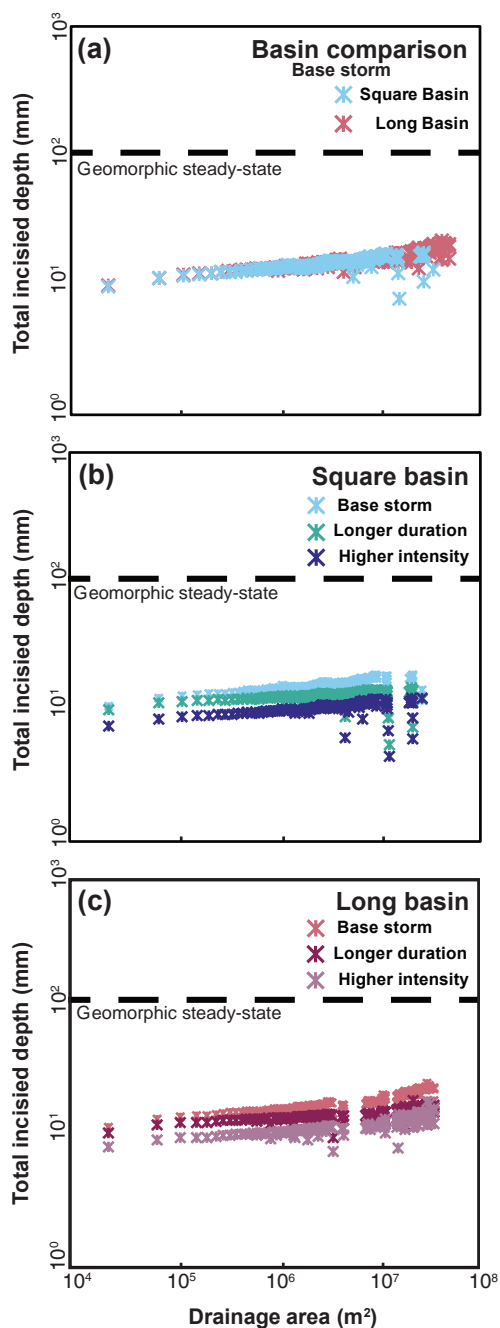 (a)
Basin comparison
Base storm
Square Basin
Long Basin
Geomorphic steady-state
10³
10²
10¹
10⁰
Total incisied depth (mm)
(b)
Square basin
Base storm
Longer duration
Higher intensity
Geomorphic steady-state
10³
10²
10¹
10⁰
Total incisied depth (mm)
(c)
Long basin
Base storm
Longer duration
Higher intensity
Geomorphic steady-state
10³
10²
10¹
10⁰
Total incisied depth (mm)
10⁴ 10⁵ 10⁶ 10⁷ 10⁸
Drainage area (m²)